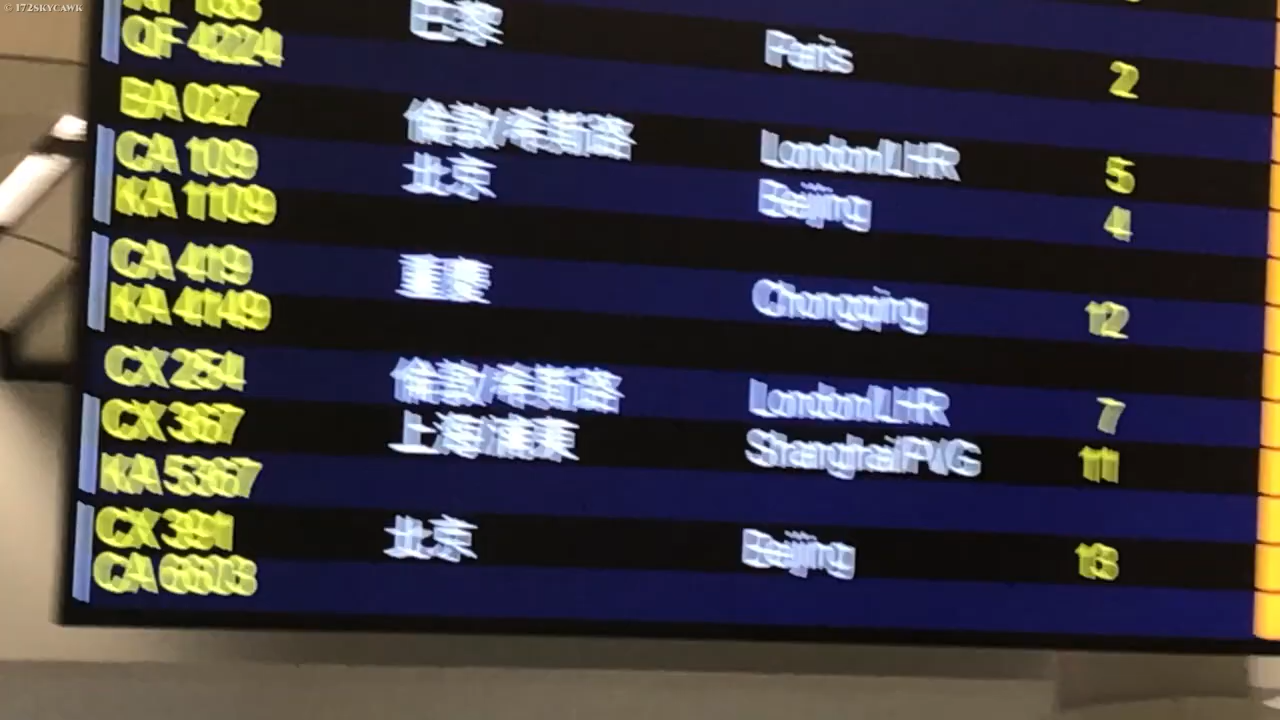 © 172SKYCAWK
巴黎 Paris 2
QF 4224
BA 027 倫敦/希斯路 London/LHR 5
CA 109 北京 Beijing 4
KA 1109
CA 419 重慶 Chongqing 12
KA 4149
CX 254 倫敦/希斯路 London/LHR 7
CX 367 上海/浦東 Shanghai/PVG 11
KA 5367
CX 391 北京 Beijing
CA